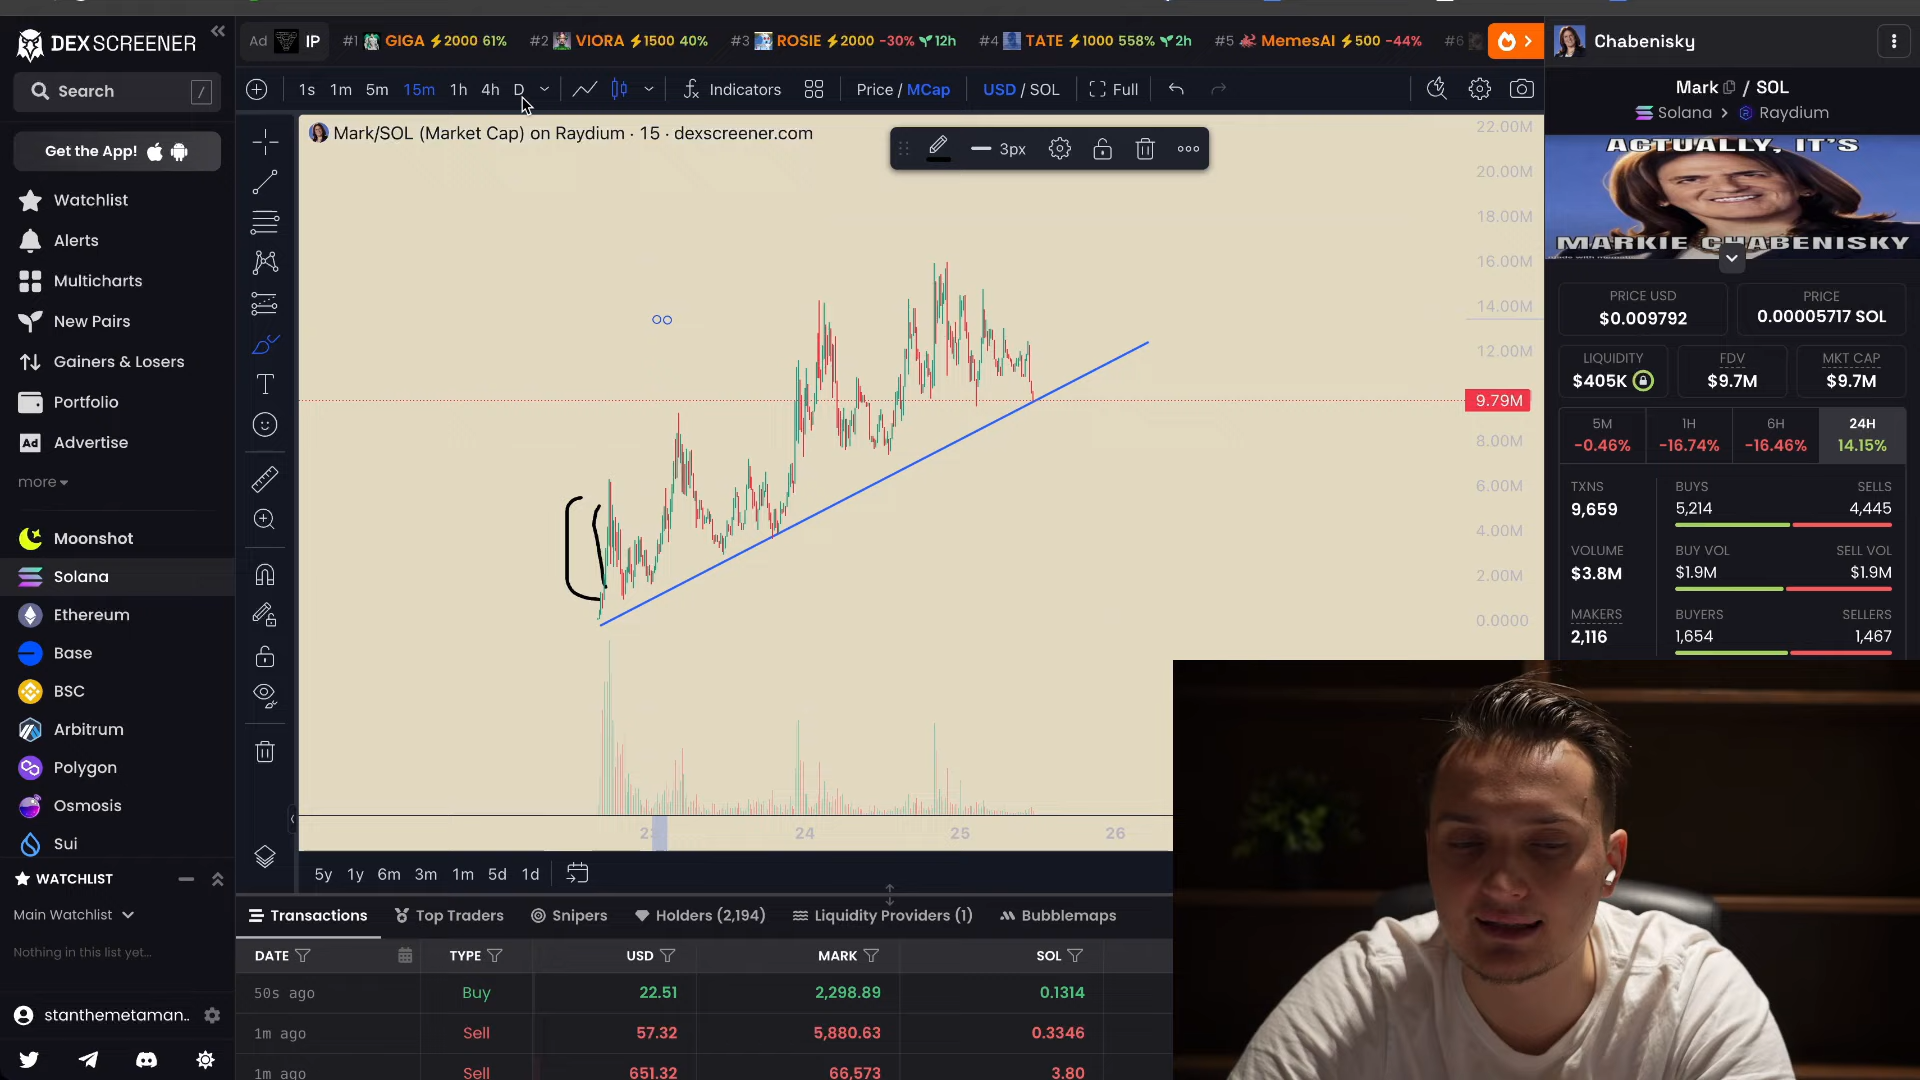 DEX SCREENER
Search /
Get the App!
Watchlist
Alerts
Multicharts
New Pairs
Gainers & Losers
Portfolio
Ad Advertise
more
Moonshot
Solana
Ethereum
Base
BSC
Arbitrum
Polygon
Osmosis
Sui
WATCHLIST
Main Watchlist
Nothing in this list yet...
stanthemetaman..
Ad IP #1 GIGA 2000 61% #2 VIORA 1500 40% #3 ROSIE 2000 -30% 12h #4 TATE 1000 558% 2h #5 MemesAI 500 -44% #6
1s 1m 5m 15m 1h 4h D Indicators Price / MCap USD / SOL Full
Mark/SOL (Market Cap) on Raydium · 15 · dexscreener.com
3px
22.00M
20.00M
18.00M
16.00M
14.00M
12.00M
9.79M
8.00M
6.00M
4.00M
2.00M
0.0000
24 25 26
5y 1y 6m 3m 1m 5d 1d
Transactions Top Traders Snipers Holders (2,194) Liquidity Providers (1) Bubblemaps
DATE TYPE USD MARK SOL
50s ago Buy 22.51 2,298.89 0.1314
1m ago Sell 57.32 5,880.63 0.3346
1m ago Sell 651.32 66,573 3.80
Chabenisky
Mark / SOL
Solana > Raydium
ACTUALLY, IT'S
MARKIE CHABENISKY
PRICE USD PRICE
$0.009792 0.00005717 SOL
LIQUIDITY FDV MKT CAP
$405K $9.7M $9.7M
5M 1H 6H 24H
-0.46% -16.74% -16.46% 14.15%
TXNS BUYS SELLS
9,659 5,214 4,445
VOLUME BUY VOL SELL VOL
$3.8M $1.9M $1.9M
MAKERS BUYERS SELLERS
2,116 1,654 1,467